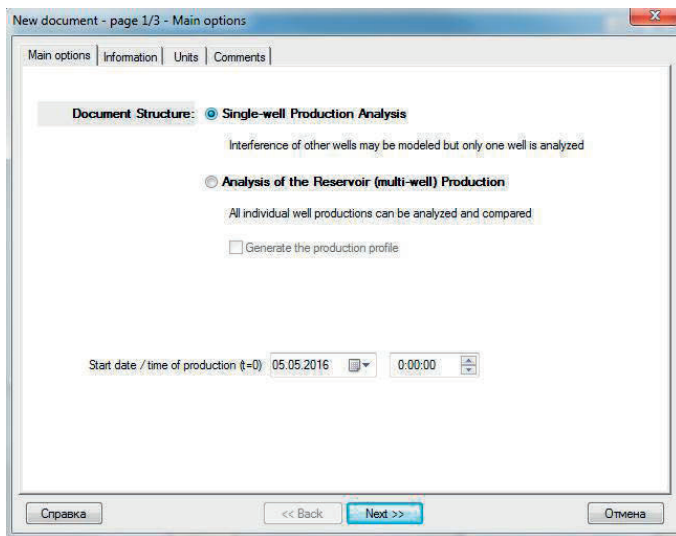 New document - page 1/3 - Main options
Main options Information Units Comments
Document Structure: Single-well Production Analysis
Interference of other wells may be modeled but only one well is analyzed
Analysis of the Reservoir (multi-well) Production
All individual well productions can be analyzed and compared
Generate the production profile
Start date / time of production (t=0) 05.05.2016 0:00:00
Справка << Back Next >> Отмена